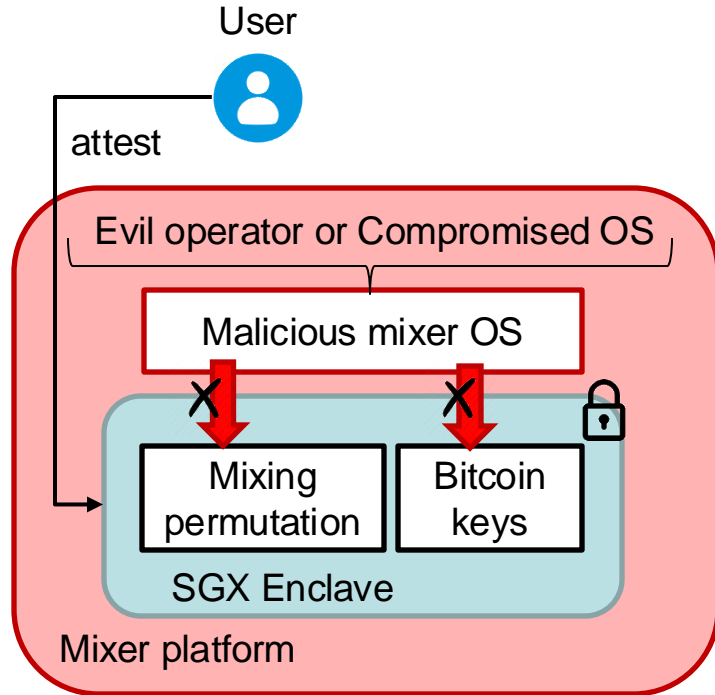 User
attest
Evil operator or Compromised OS
Malicious mixer OS
X X
Mixing
permutation
Bitcoin
keys
SGX Enclave
Mixer platform